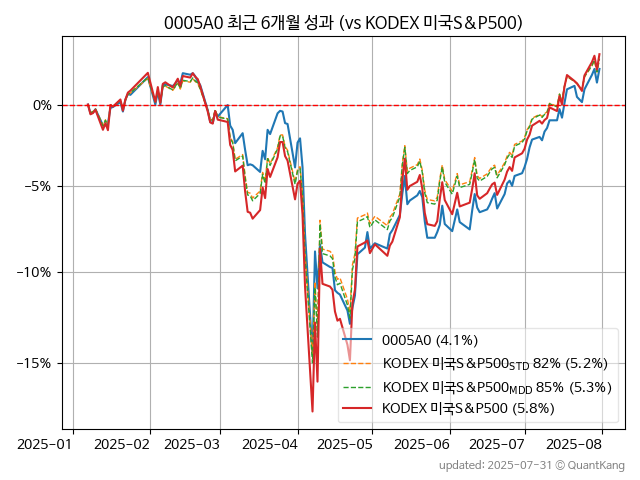 0005A0 최근 6개월 성과 (vs KODEX 미국S&P500)
0%
−5%
−10%
−15%
0005A0 (4.1%)
KODEX 미국S&P500STD 82% (5.2%)
KODEX 미국S&P500MDD 85% (5.3%)
KODEX 미국S&P500 (5.8%)
2025-01 2025-02 2025-03 2025-04 2025-05 2025-06 2025-07 2025-08
updated: 2025-07-31 © QuantKang